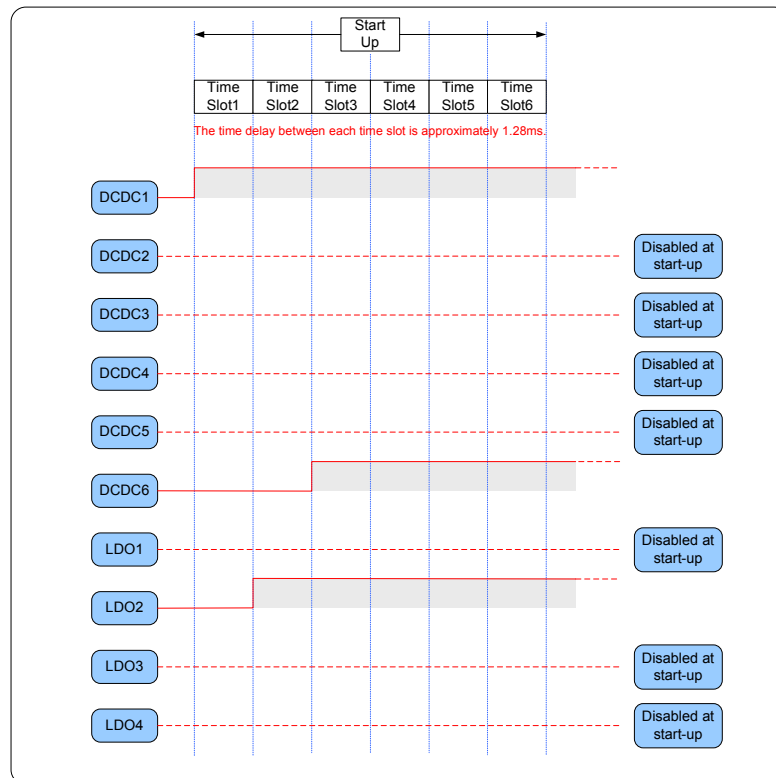 Start
Up
Time
Slot1
Time
Slot2
Time
Slot3
Time
Slot4
Time
Slot5
Time
Slot6
The time delay between each time slot is approximately 1.28ms.
DCDC1
DCDC2
Disabled at
start-up
DCDC3
Disabled at
start-up
DCDC4
Disabled at
start-up
DCDC5
Disabled at
start-up
DCDC6
LDO1
Disabled at
start-up
LDO2
LDO3
Disabled at
start-up
LDO4
Disabled at
start-up